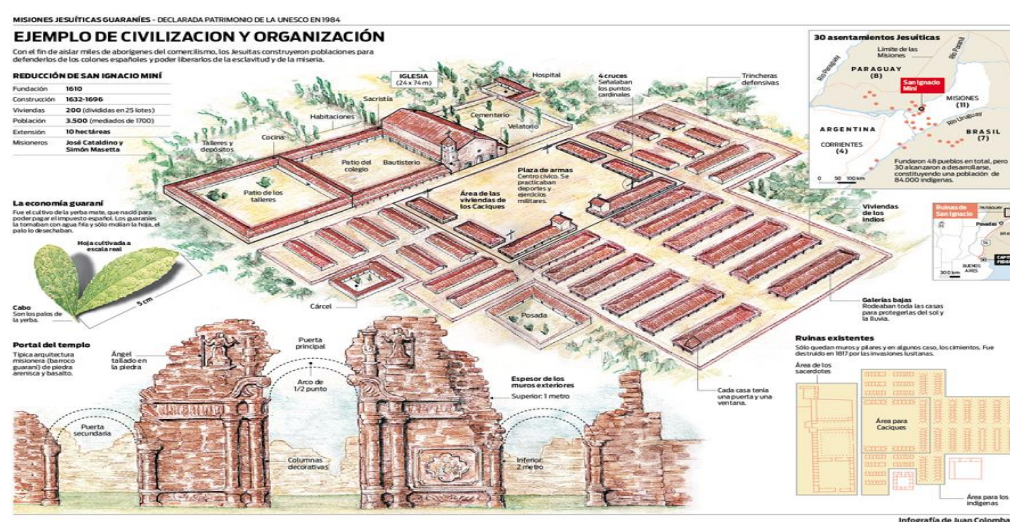 MISIONES JESUÍTICAS GUARANÍES - DECLARADA PATRIMONIO DE LA UNESCO EN 1984
EJEMPLO DE CIVILIZACION Y ORGANIZACIÓN
Con el fin de aislar miles de aborígenes del comercilismo, los Jesuitas construyeron poblaciones para
defenderlos de los colones españoles y poder liberarlos de la esclavitud y de la miseria.
REDUCCIÓN DE SAN IGNACIO MINÍ
Fundación 1610
Construcción 1632-1696
Viviendas 200 (divididas en 25 lotes)
Población 3.500 (mediados de 1700)
Extensión 10 hectáreas
Misioneros José Cataldino y
Simón Masetta
IGLESIA
(24 x 74 m)
Hospital
4 cruces
Señalaban
los puntos
cardinales
Trincheras
defensivas
Sacristía
Habitaciones
Cementerio
Velatorio
Cocina
Talleres y
depósitos
Patio del
colegio
Bautisterio
Patio de los
talleres
Plaza de armas
Centro cívico. Se
practicaban
deportes y
ejercicios
militares.
Área de las
viviendas de
los Caciques
Viviendas
de los
indios
Cárcel
Posada
Galerías bajas
Rodeaban toda las casas
para protegerlas del sol y
la lluvia.
Cada casa tenía
una puerta y una
ventana.
30 asentamientos Jesuíticas
Límite de las
Misiones
Río Paraguay
Río Paraná
PARAGUAY
(8)
San Ignacio
Miní
MISIONES
(11)
Río Uruguay
ARGENTINA
BRASIL
(7)
CORRIENTES
(4)
0 50 100 km
Fundaron 48 pueblos en total, pero
30 alcanzaron a desarrollarse,
constituyendo una población de
84.000 indígenas.
Ruinas de
San Ignacio
Posadas
BUENOS
AIRES
300 km
La economía guaraní
Fue el cultivo de la yerba mate, que nació para
poder pagar el impuesto español. Los guaraníes
la tomaban con agua fría y sólo molían la hoja, el
palo lo desechaban.
Hoja cultivada a
escala real
5 cm
Cabo
Son los palos de
la yerba.
Portal del templo
Típica arquitectura
misionera (barroco
guaraní) de piedra
arenisca y basalto.
Ángel
tallado en
la piedra
Puerta
principal
Arco de
1/2 punto
Puerta
secundaria
Columnas
decorativas
Espesor de los
muros exteriores
Superior: 1 metro
Inferior:
2 metro
Ruinas existentes
Sólo quedan muros y pilares y en algunos caso, los cimientos. Fue
destruido en 1817 por las invasiones lusitanas.
Área de los
sacerdotes
Área para
Caciques
Área para los
indígenas
Infografía de Juan Colomba